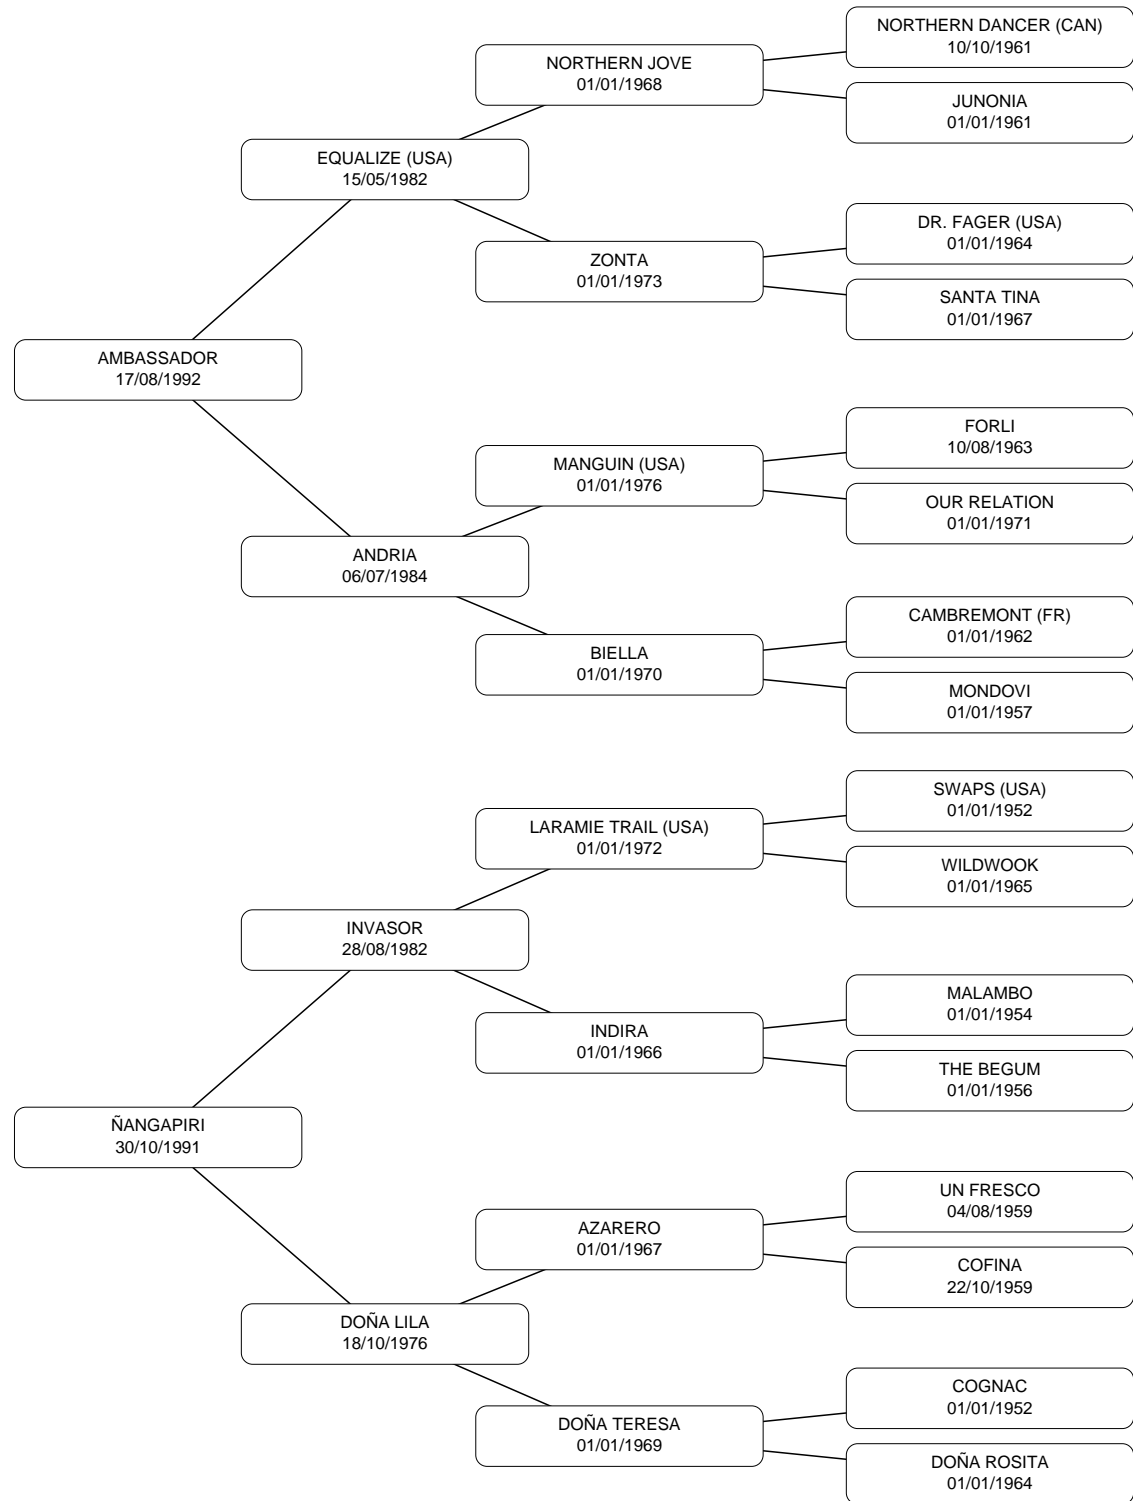 NORTHERN DANCER (CAN)
10/10/1961
NORTHERN JOVE
01/01/1968
JUNONIA
01/01/1961
EQUALIZE (USA)
15/05/1982
DR. FAGER (USA)
01/01/1964
ZONTA
01/01/1973
SANTA TINA
01/01/1967
AMBASSADOR
17/08/1992
FORLI
10/08/1963
MANGUIN (USA)
01/01/1976
OUR RELATION
01/01/1971
ANDRIA
06/07/1984
CAMBREMONT (FR)
01/01/1962
BIELLA
01/01/1970
MONDOVI
01/01/1957
SWAPS (USA)
01/01/1952
LARAMIE TRAIL (USA)
01/01/1972
WILDWOOK
01/01/1965
INVASOR
28/08/1982
MALAMBO
01/01/1954
INDIRA
01/01/1966
THE BEGUM
01/01/1956
ÑANGAPIRI
30/10/1991
UN FRESCO
04/08/1959
AZARERO
01/01/1967
COFINA
22/10/1959
DOÑA LILA
18/10/1976
COGNAC
01/01/1952
DOÑA TERESA
01/01/1969
DOÑA ROSITA
01/01/1964